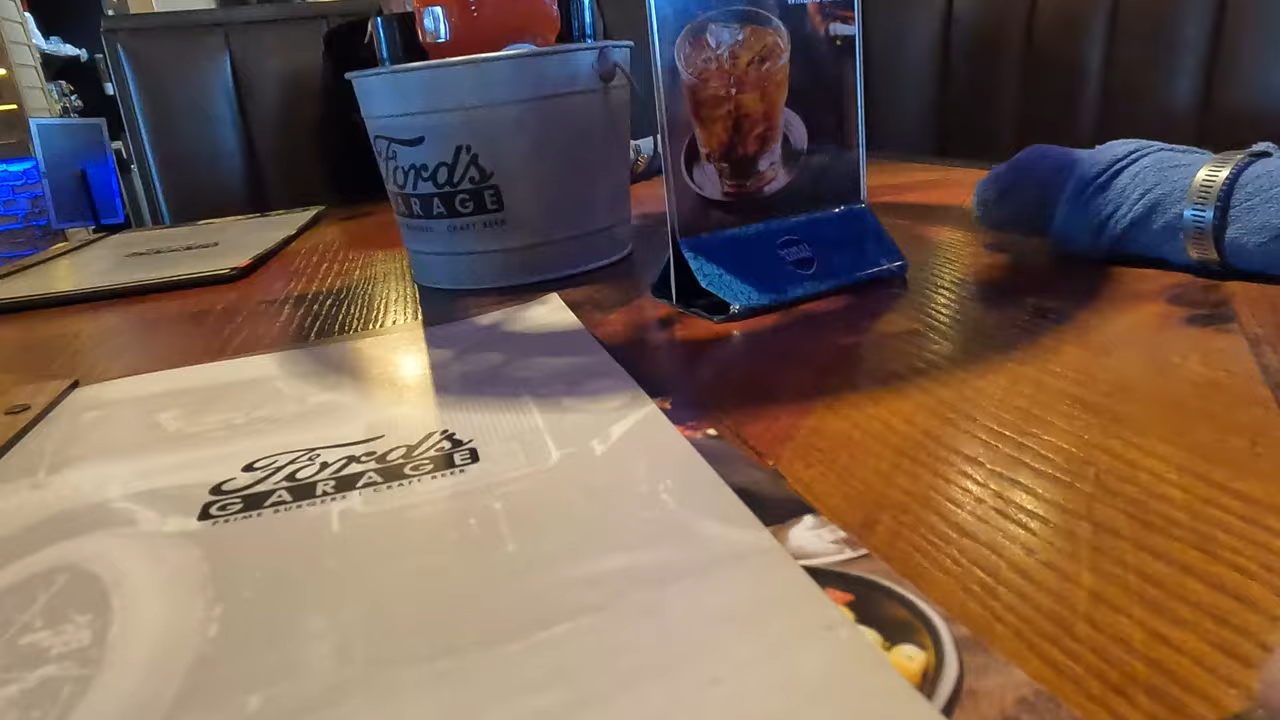 Ford's
GARAGE
CRAFT BEER
Ford's
GARAGE
PRIME BURGERS | CRAFT BEER